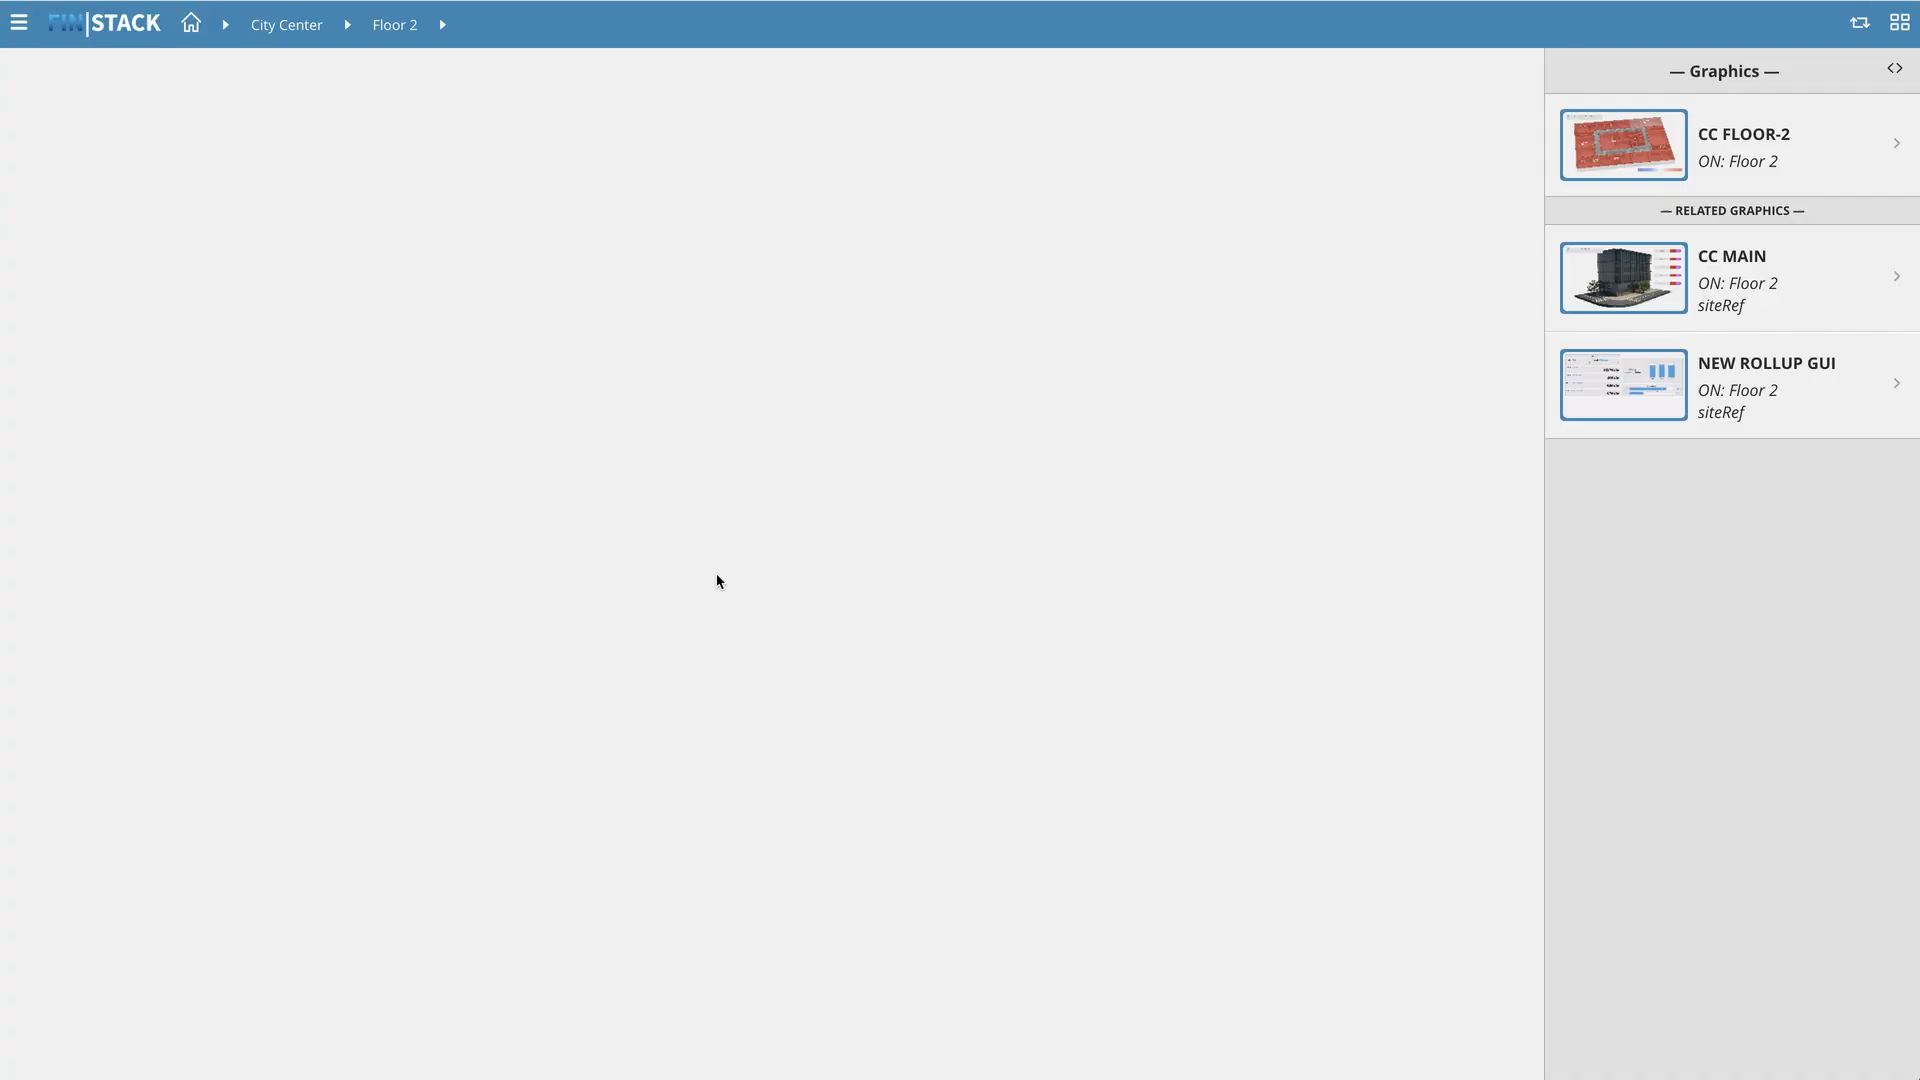 FIN|STACK City Center Floor 2
— Graphics —
CC FLOOR-2
ON: Floor 2
— RELATED GRAPHICS —
CC MAIN
ON: Floor 2
siteRef
NEW ROLLUP GUI
ON: Floor 2
siteRef